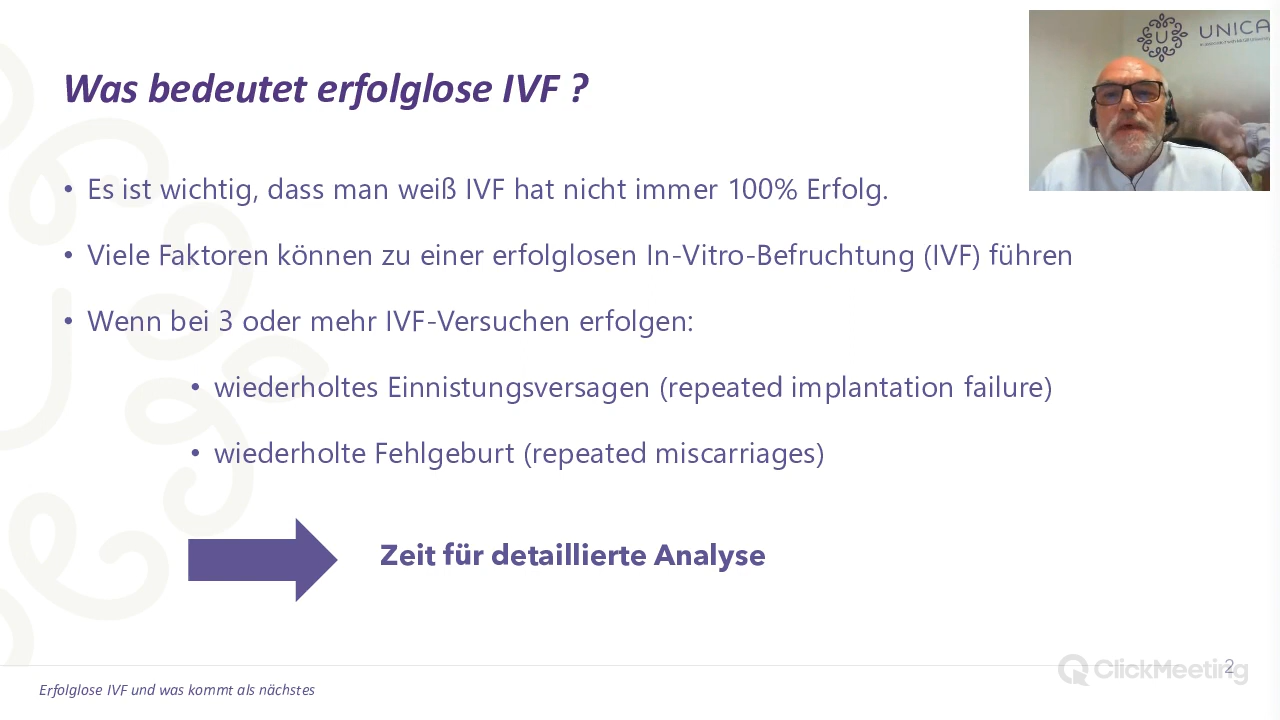 UNICA
Was bedeutet erfolglose IVF ?
• Es ist wichtig, dass man weiß IVF hat nicht immer 100% Erfolg.
• Viele Faktoren können zu einer erfolglosen In-Vitro-Befruchtung (IVF) führen
• Wenn bei 3 oder mehr IVF-Versuchen erfolgen:
• wiederholtes Einnistungsversagen (repeated implantation failure)
• wiederholte Fehlgeburt (repeated miscarriages)
Zeit für detaillierte Analyse
2
ClickMeeting
Erfolglose IVF und was kommt als nächstes